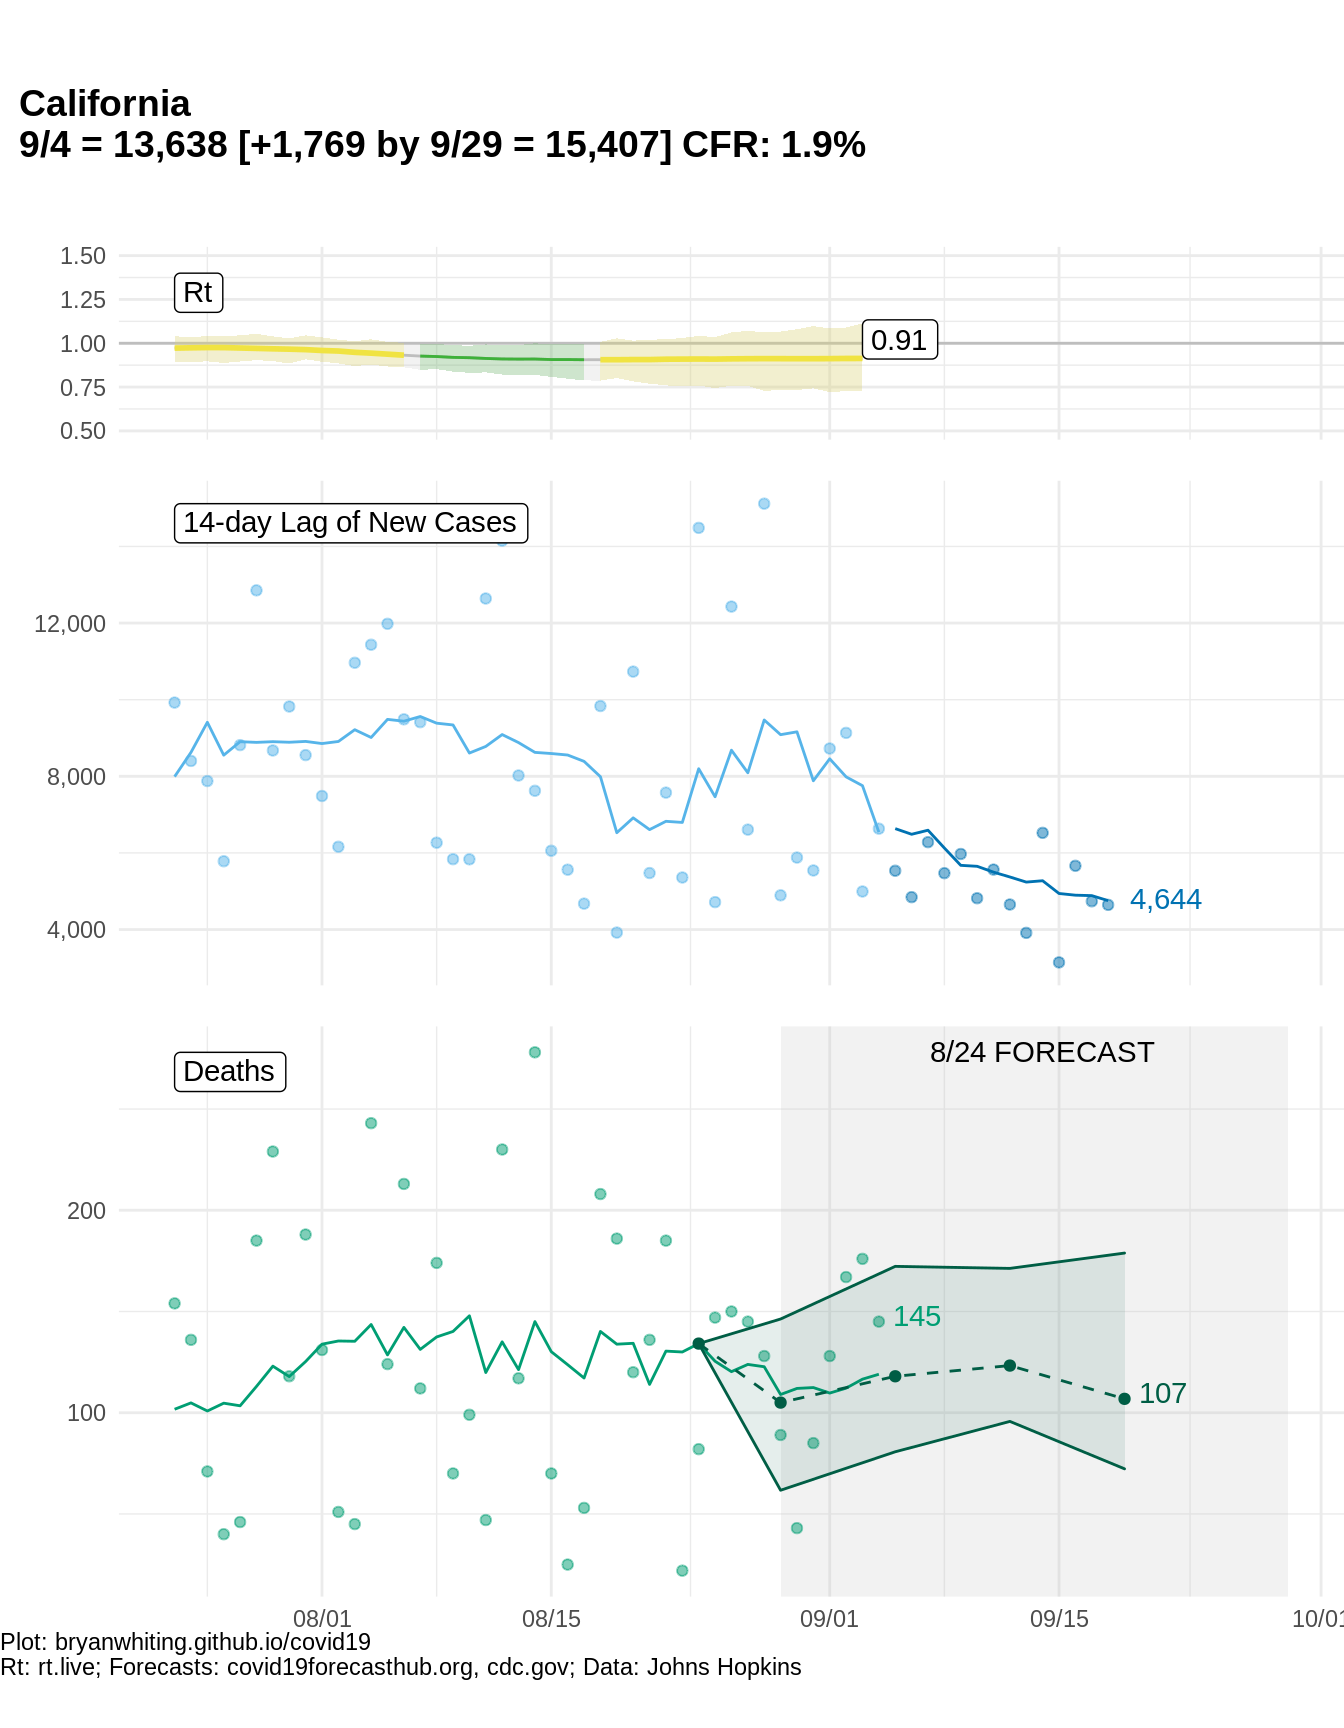 California
9/4 = 13,638 [+1,769 by 9/29 = 15,407] CFR: 1.9%
1.50
1.25
1.00
0.75
0.50
Rt
0.91
14-day Lag of New Cases
12,000
8,000
4,000
4,644
Deaths
8/24 FORECAST
200
100
145
107
08/01
08/15
09/01
09/15
10/01
Plot: bryanwhiting.github.io/covid19
Rt: rt.live; Forecasts: covid19forecasthub.org, cdc.gov; Data: Johns Hopkins